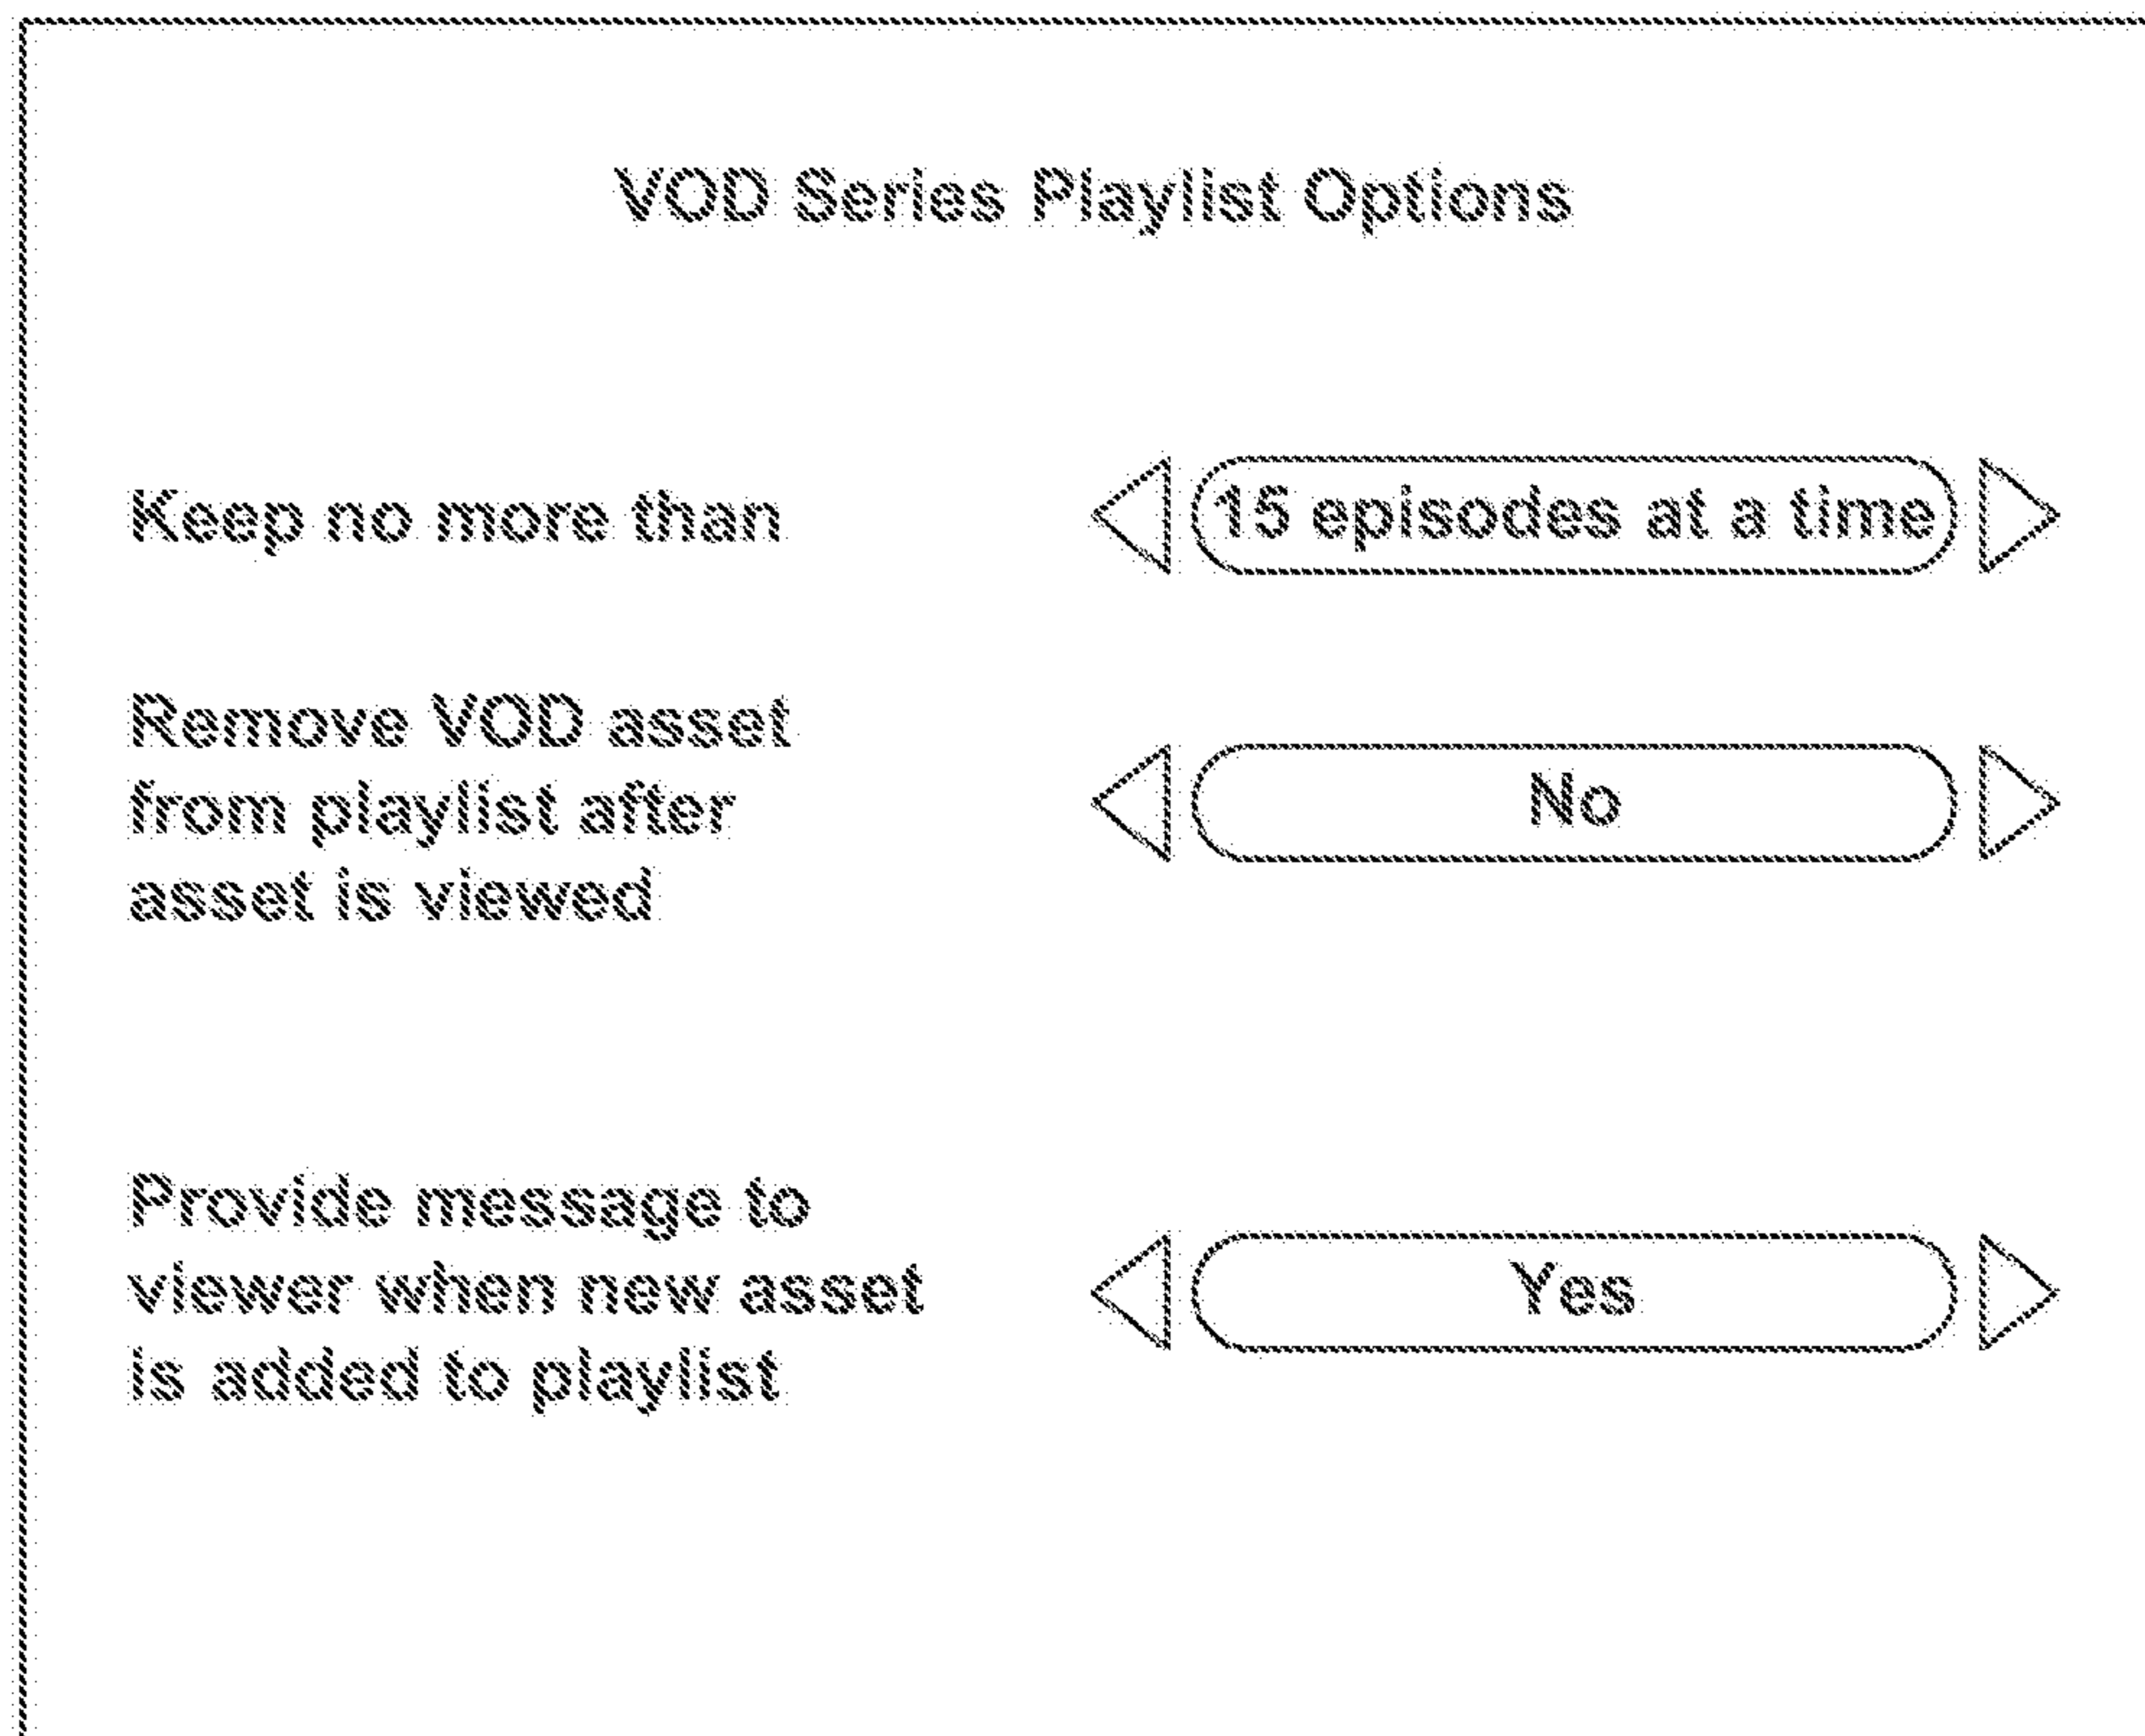 VOD Series Playlist Options
Keep no more than
15 episodes at a time
Remove VOD asset
from playlist after
asset is viewed
No
Provide message to
viewer when new asset
is added to playlist
Yes